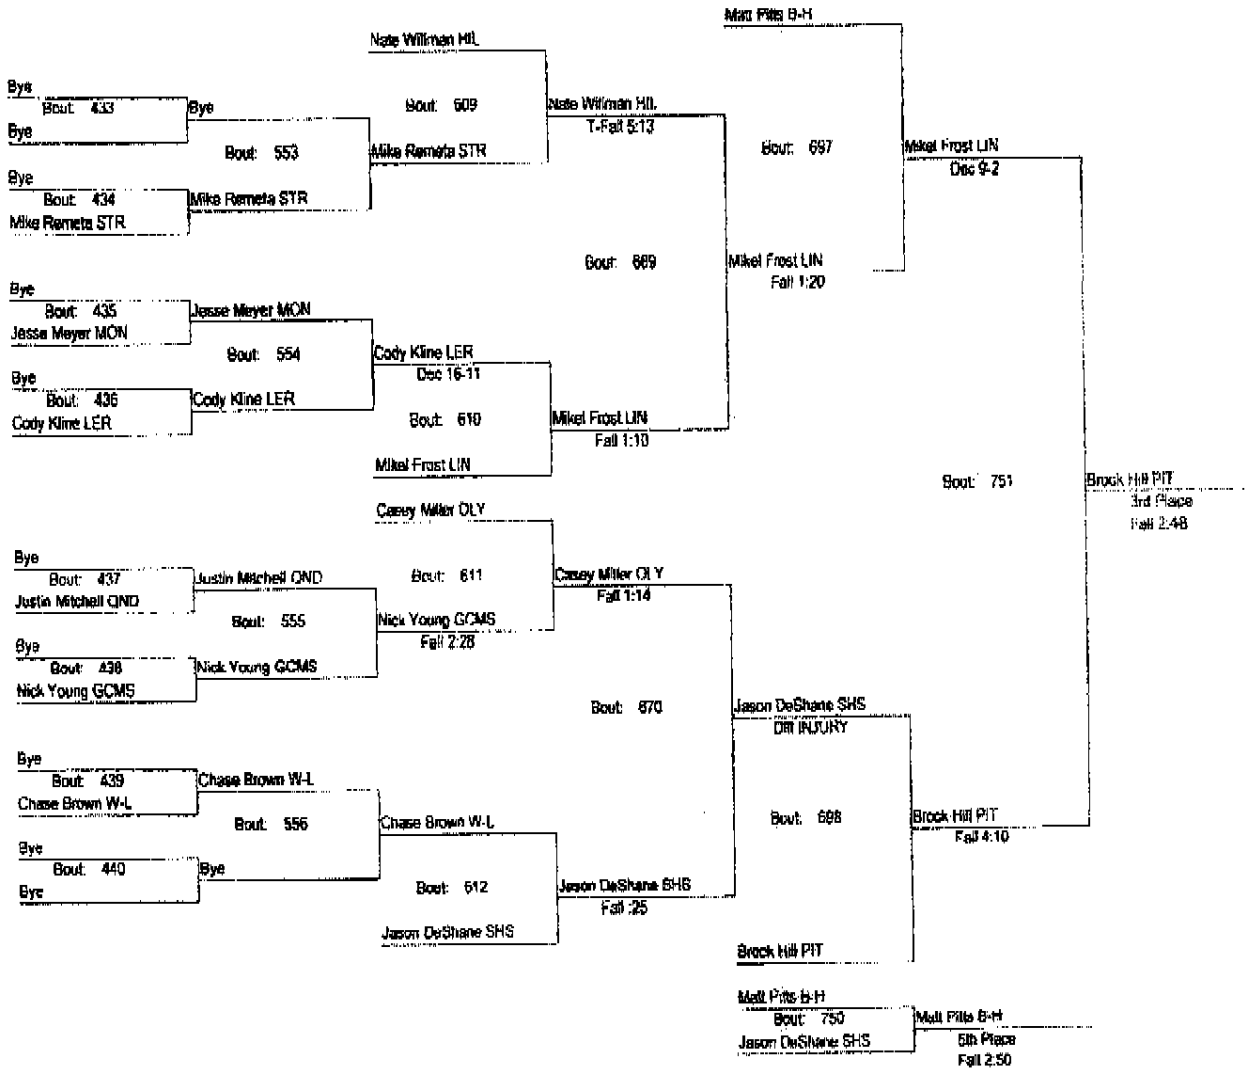 Matt Pitts B-H
Nate Willman HIL
Bye
Bout: 433
Bye
Bye
Bout: 609
Nate Willman HIL
T-Fall 5:13
Bout: 553
Mike Remeta STR
Bout: 697
Mikel Frost LIN
Dec 9-2
Bye
Bout: 434
Mike Remeta STR
Mike Remeta STR
Bout: 669
Mikel Frost LIN
Fall 1:20
Bye
Bout: 435
Jesse Meyer MON
Jesse Meyer MON
Bout: 554
Cody Kline LER
Dec 16-11
Bye
Bout: 436
Cody Kline LER
Cody Kline LER
Bout: 610
Mikel Frost LIN
Fall 1:10
Mikel Frost LIN
Bout: 751
Brock Hill PIT
3rd Place
Fall 2:48
Casey Miller OLY
Bye
Bout: 437
Justin Mitchell QND
Justin Mitchell QND
Bout: 611
Casey Miller OLY
Fall 1:14
Bout: 555
Nick Young GCMS
Fall 2:28
Bye
Bout: 438
Nick Young GCMS
Nick Young GCMS
Bout: 670
Jason DeShane SHS
Dflt INJURY
Bye
Bout: 439
Chase Brown W-L
Chase Brown W-L
Bout: 556
Chase Brown W-L
Bout: 698
Brock Hill PIT
Fall 4:10
Bye
Bout: 440
Bye
Bye
Bout: 612
Jason DeShane SHS
Fall :25
Jason DeShane SHS
Brock Hill PIT
Matt Pitts B-H
Bout: 750
Jason DeShane SHS
Matt Pitts B-H
5th Place
Fall 2:50